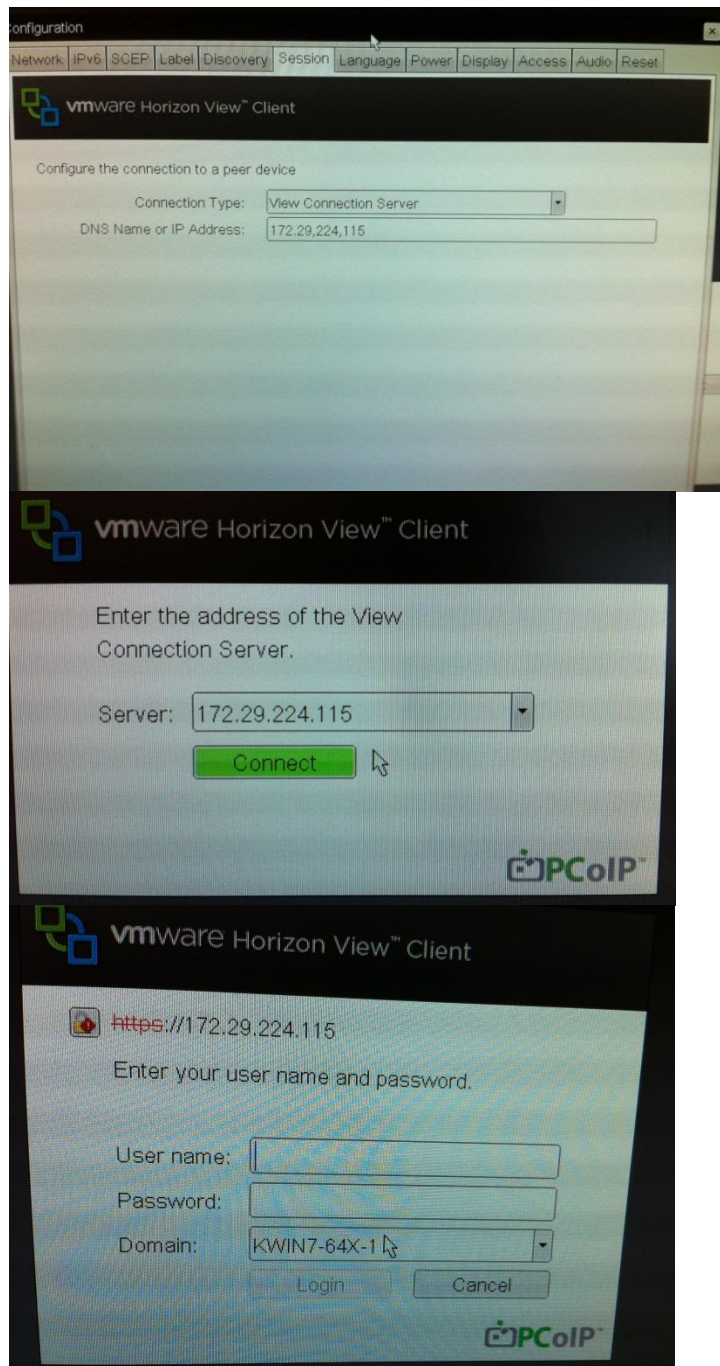 onfiguration
Network IPv6 SCEP Label Discovery Session Language Power Display Access Audio Reset
vmware Horizon View™ Client
Configure the connection to a peer device
Connection Type: View Connection Server
DNS Name or IP Address: 172.29,224,115
vmware Horizon View™ Client
Enter the address of the View
Connection Server.
Server: 172.29.224.115
Connect
PCoIP™
vmware Horizon View™ Client
https://172.29.224.115
Enter your user name and password.
User name:
Password:
Domain: KWIN7-64X-1
Login Cancel
PCoIP™